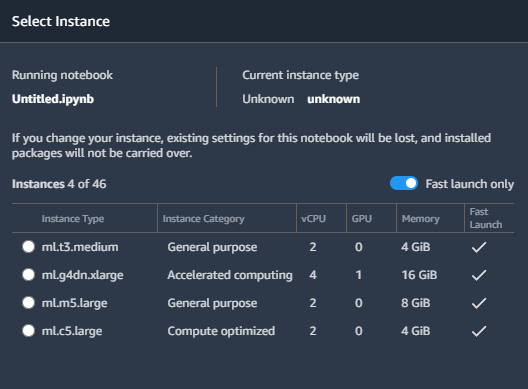 Select Instance
Running notebook Current instance type
Untitled.ipynb Unknown unknown
If you change your instance, existing settings for this notebook will be lost, and installed
packages will not be carried over.
Instances 4 of 46 Fast launch only
Instance Type Instance Category vCPU GPU Memory Fast Launch
ml.t3.medium General purpose 2 0 4 GiB
ml.g4dn.xlarge Accelerated computing 4 1 16 GiB
ml.m5.large General purpose 2 0 8 GiB
ml.c5.large Compute optimized 2 0 4 GiB